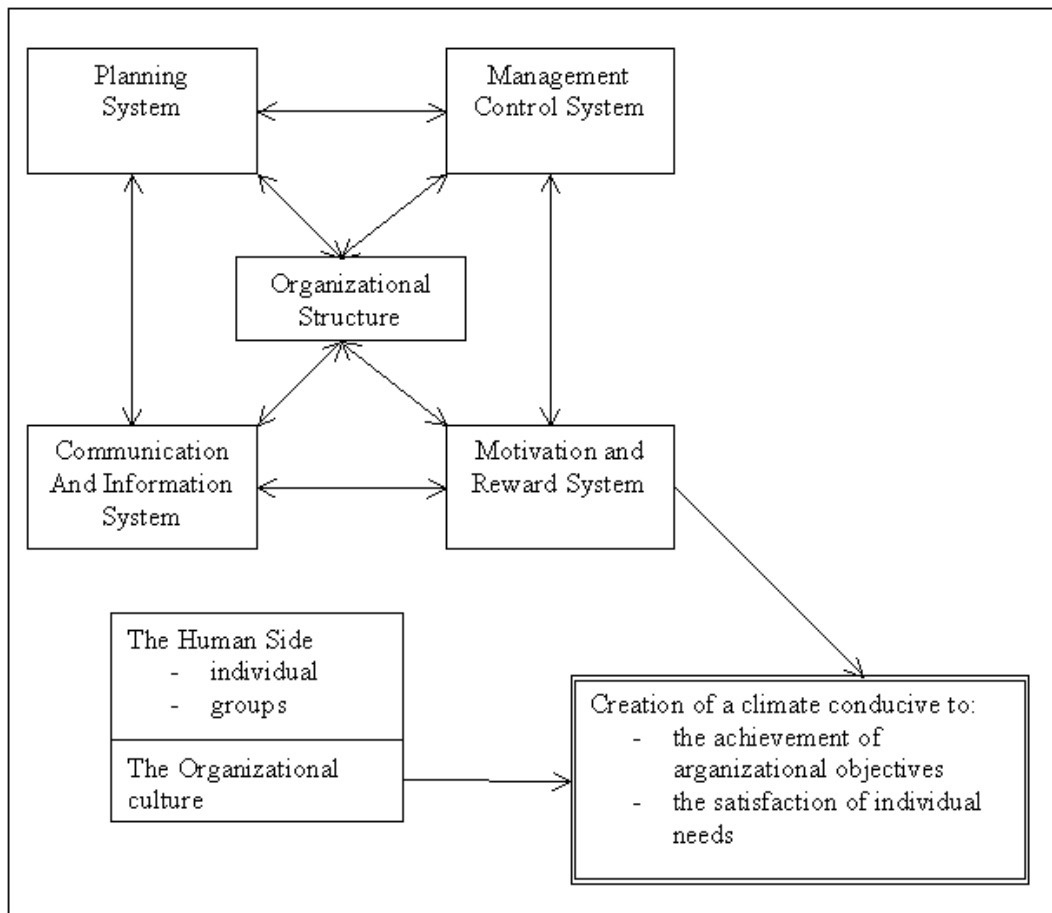 Planning
System
Management
Control System
Organizational
Structure
Communication
And Information
System
Motivation and
Reward System
The Human Side
- individual
- groups
The Organizational
culture
Creation of a climate conducive to:
- the achievement of
arganizational objectives
- the satisfaction of individual
needs